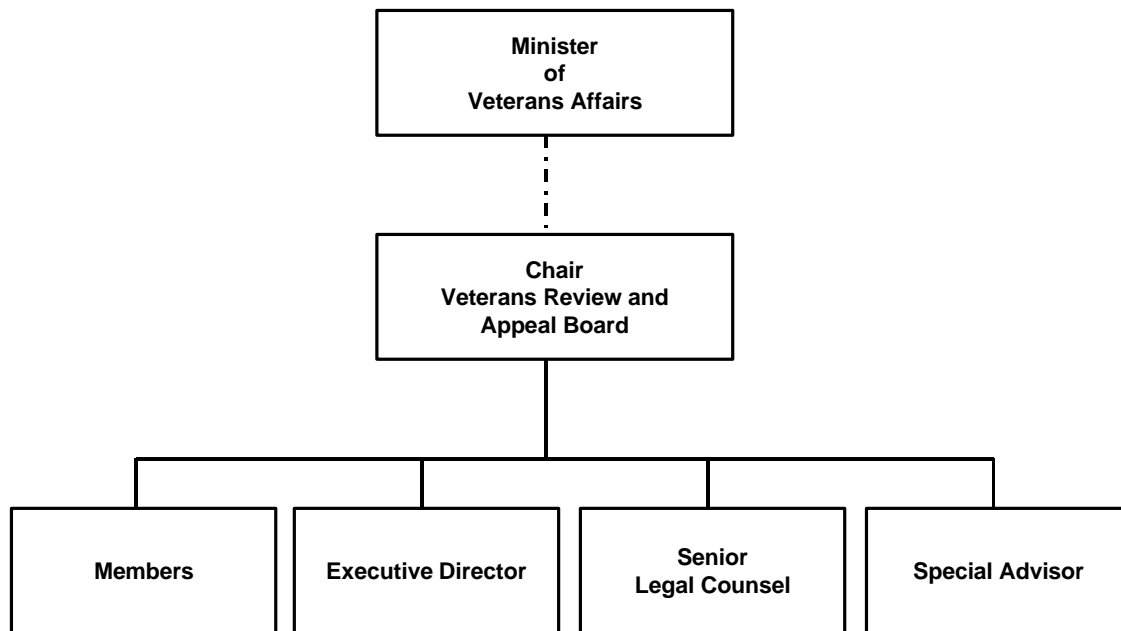 Minister
of
Veterans Affairs
Chair
Veterans Review and
Appeal Board
Members
Executive Director
Senior
Legal Counsel
Special Advisor